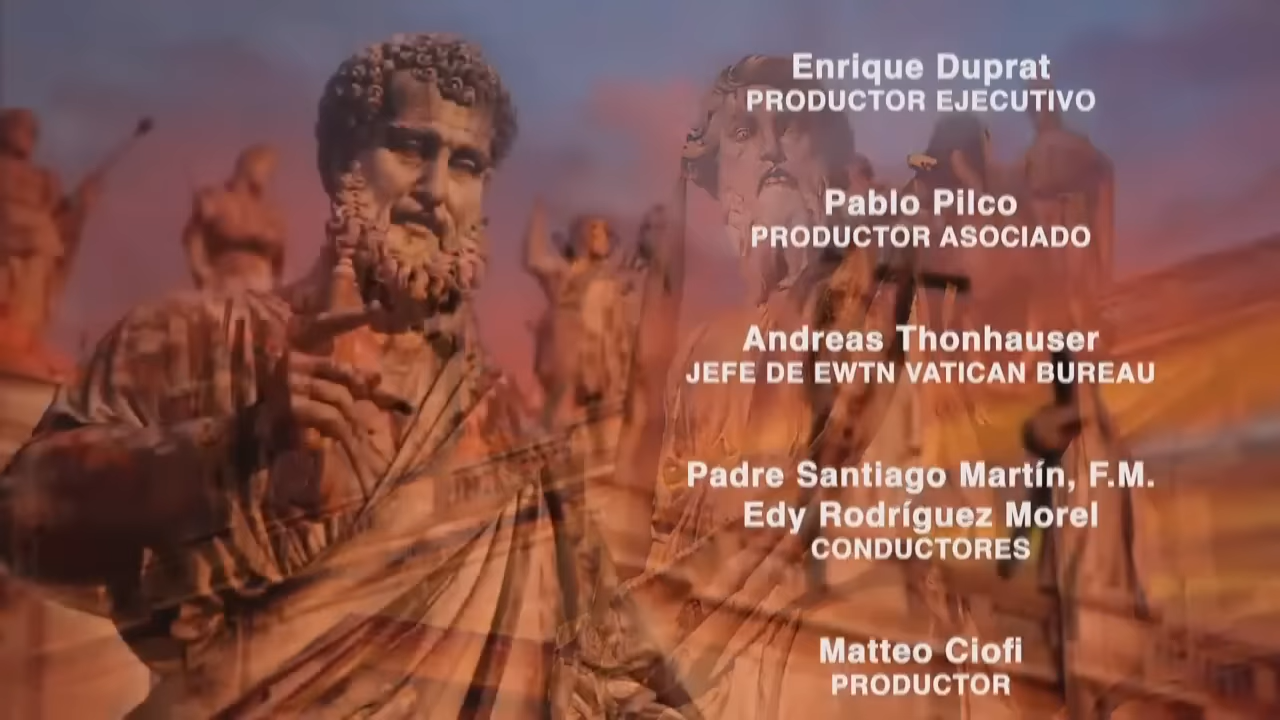 Enrique Duprat
PRODUCTOR EJECUTIVO
Pablo Pilco
PRODUCTOR ASOCIADO
Andreas Thonhauser
JEFE DE EWTN VATICAN BUREAU
Padre Santiago Martín, F.M.
Edy Rodríguez Morel
CONDUCTORES
Matteo Ciofi
PRODUCTOR